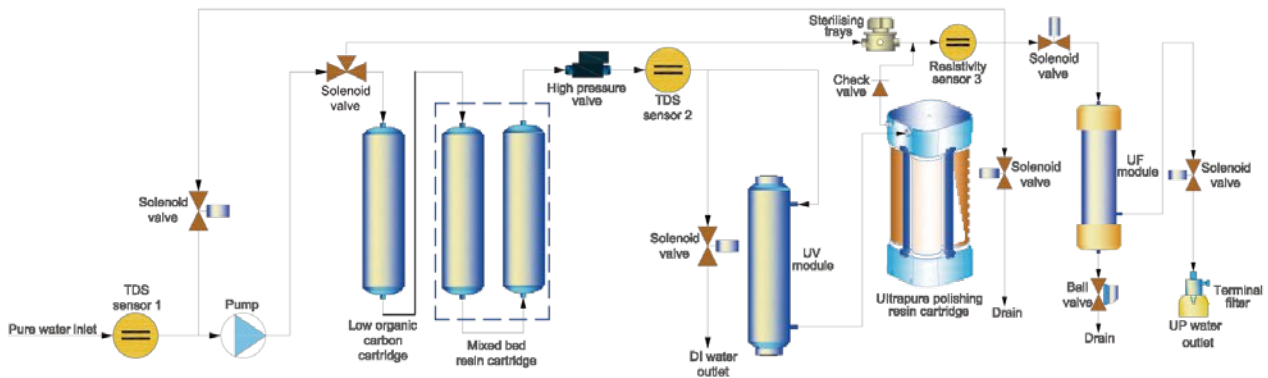 Sterilising
trays
Resistivity
sensor 3
Solenoid
valve
Solenoid
valve
High pressure
valve
TDS
sensor 2
Check
valve
Solenoid
valve
UF
module
Solenoid
valve
Solenoid
valve
Solenoid
valve
UV
module
Ultrapure polishing
resin cartridge
Drain
Ball
valve
Drain
Terminal
filter
UP water
outlet
TDS
sensor 1
Pump
Pure water inlet
Low organic
carbon
cartridge
Mixed bed
resin cartridge
DI water
outlet